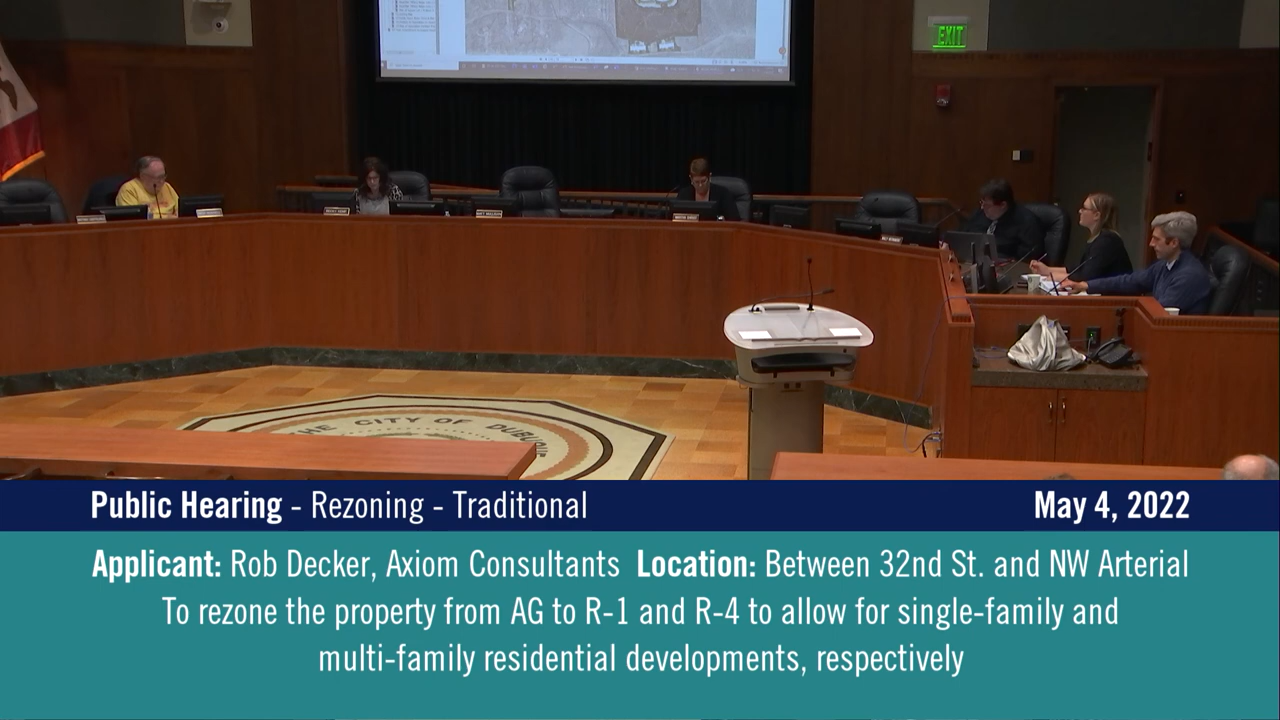 EXIT
THE CITY OF DUBUQUE
Public Hearing - Rezoning - Traditional
May 4, 2022
Applicant: Rob Decker, Axiom Consultants Location: Between 32nd St. and NW Arterial
To rezone the property from AG to R-1 and R-4 to allow for single-family and
multi-family residential developments, respectively